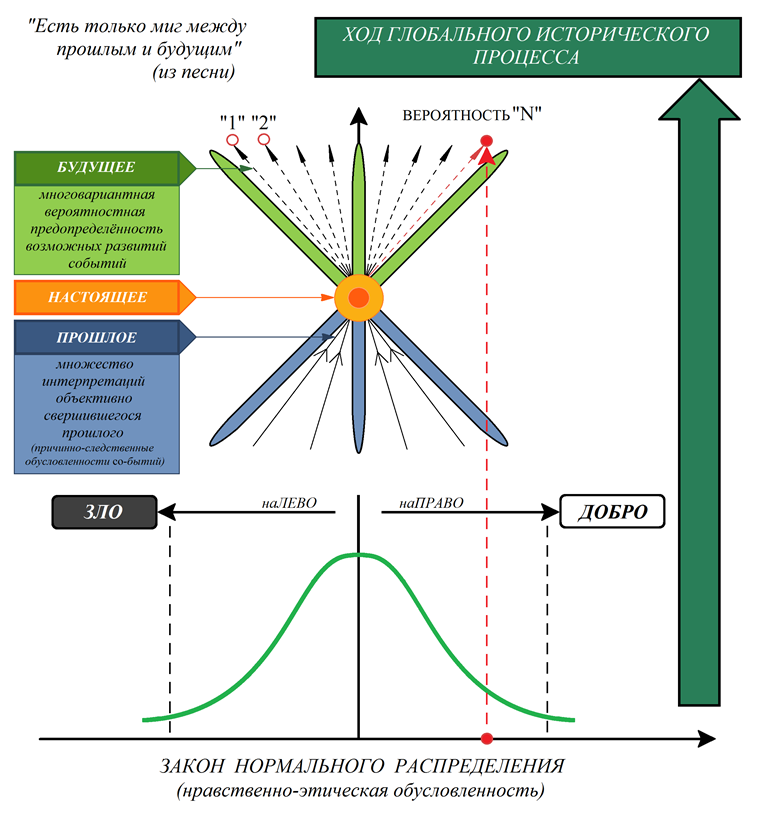 "Есть только миг между
прошлым и будущим"
(из песни)
ХОД ГЛОБАЛЬНОГО ИСТОРИЧЕСКОГО
ПРОЦЕССА
"1" "2"
ВЕРОЯТНОСТЬ "N"
БУДУЩЕЕ
многовариантная
вероятностная
предопределённость
возможных развитий
событий
НАСТОЯЩЕЕ
ПРОШЛОЕ
множество
интерпретаций
объективно
свершившегося
прошлого
(причинно-следственные
обусловленности со-бытий)
ЗЛО
наЛЕВО
наПРАВО
ДОБРО
ЗАКОН НОРМАЛЬНОГО РАСПРЕДЕЛЕНИЯ
(нравственно-этическая обусловленность)